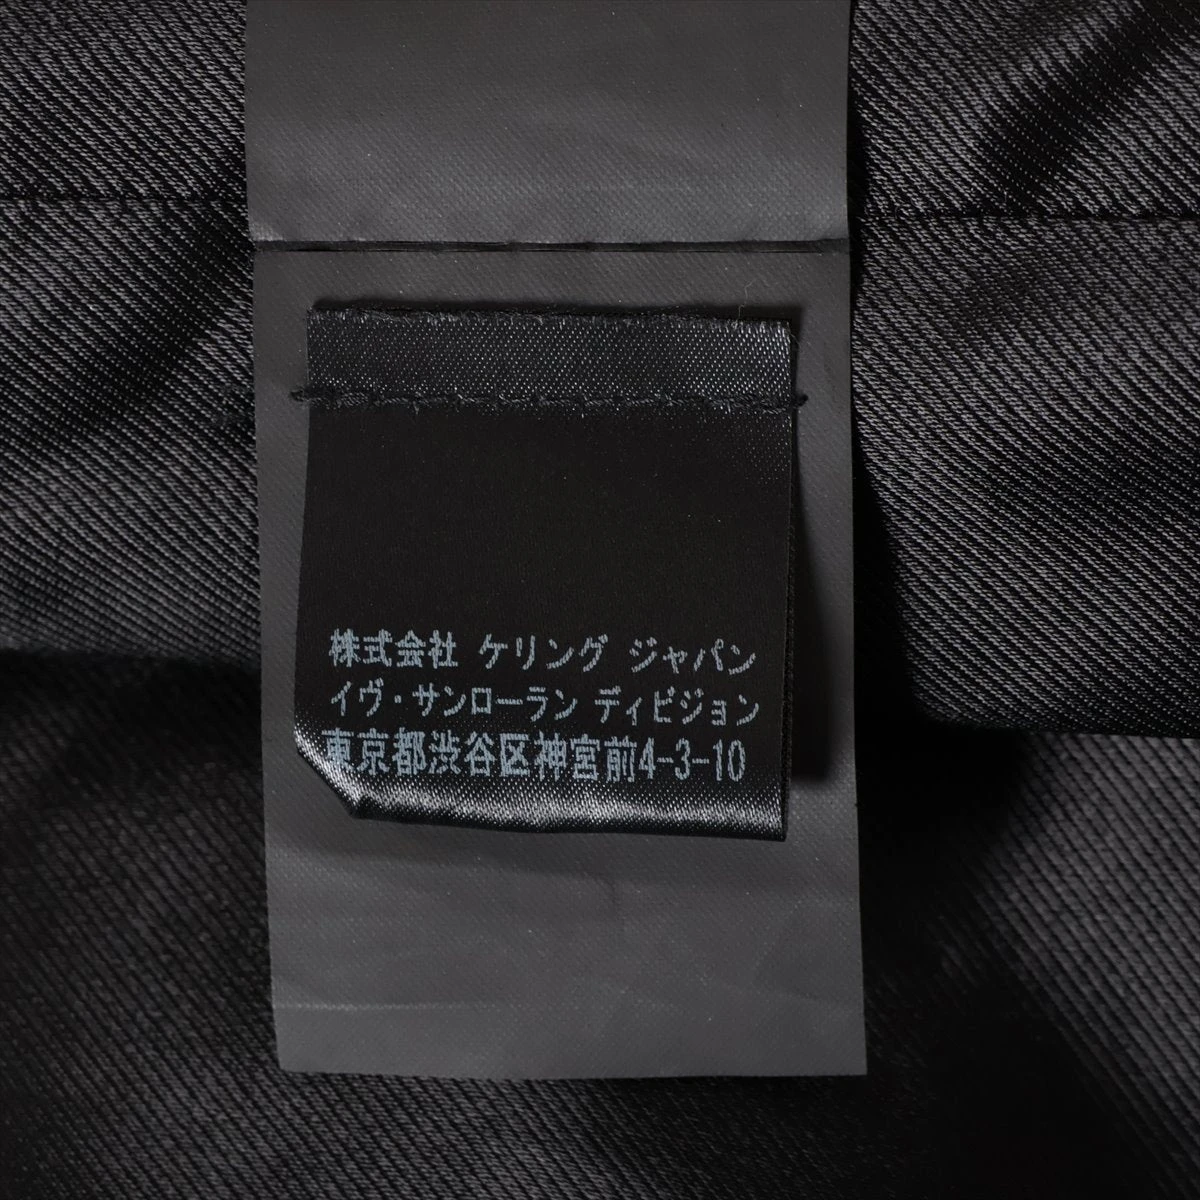 株式会社 ケリング ジャパン
イヴ・サンローラン ディビジョン
東京都渋谷区神宮前4-3-10